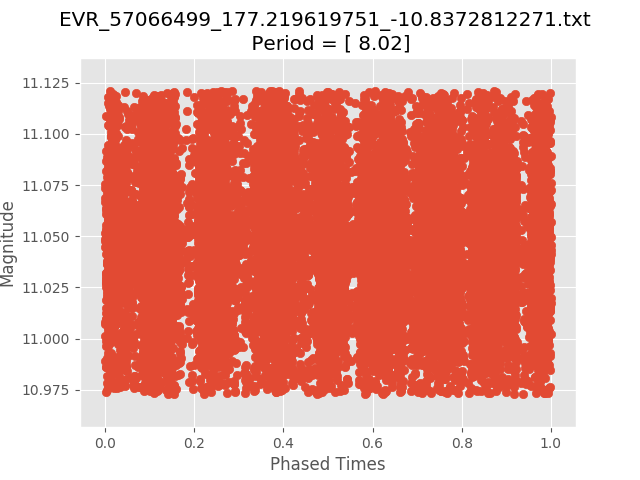 EVR_57066499_177.219619751_-10.8372812271.txt
Period = [ 8.02]
11.125
11.100
11.075
11.050
11.025
11.000
10.975
Magnitude
0.0 0.2 0.4 0.6 0.8 1.0
Phased Times